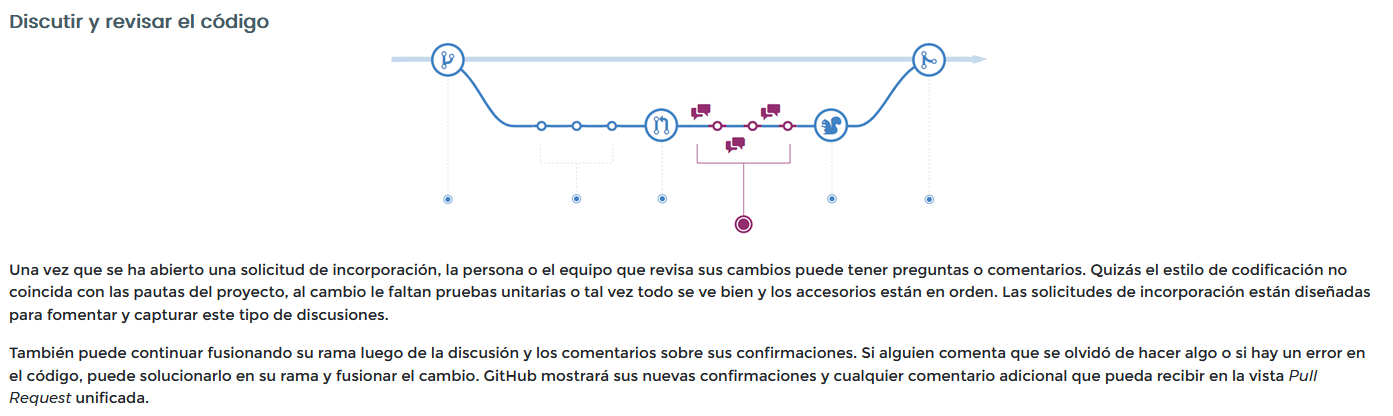 Discutir y revisar el código
Una vez que se ha abierto una solicitud de incorporación, la persona o el equipo que revisa sus cambios puede tener preguntas o comentarios. Quizás el estilo de codificación no
coincida con las pautas del proyecto, al cambio le faltan pruebas unitarias o tal vez todo se ve bien y los accesorios están en orden. Las solicitudes de incorporación están diseñadas
para fomentar y capturar este tipo de discusiones.
También puede continuar fusionando su rama luego de la discusión y los comentarios sobre sus confirmaciones. Si alguien comenta que se olvidó de hacer algo o si hay un error en
el código, puede solucionarlo en su rama y fusionar el cambio. GitHub mostrará sus nuevas confirmaciones y cualquier comentario adicional que pueda recibir en la vista Pull
Request unificada.